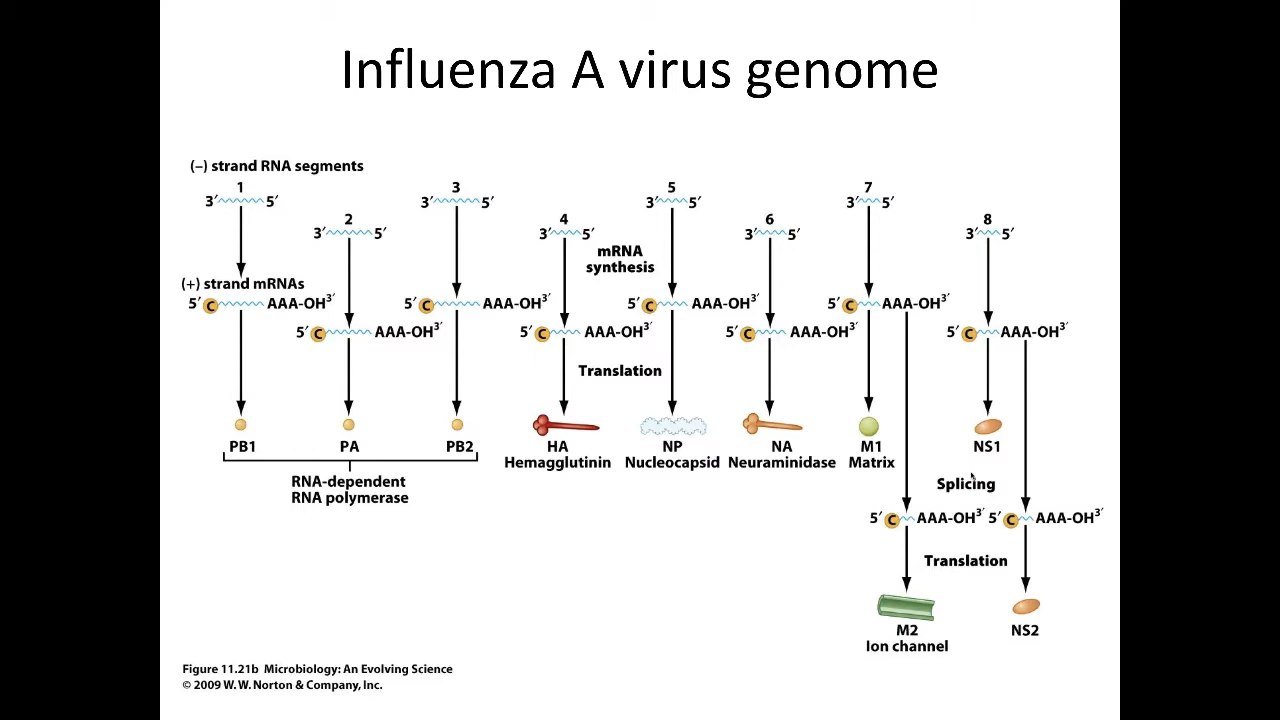 Influenza A virus genome
(–) strand RNA segments
1
3′ 5′
2
3′ 5′
3
3′ 5′
4
3′ 5′
5
3′ 5′
6
3′ 5′
7
3′ 5′
8
3′ 5′
mRNA
synthesis
(+) strand mRNAs
5′ C AAA-OH3′
5′ C AAA-OH3′
5′ C AAA-OH3′
5′ C AAA-OH3′
5′ C AAA-OH3′
5′ C AAA-OH3′
5′ C AAA-OH3′
5′ C AAA-OH3′
Translation
PB1
PA
PB2
RNA-dependent
RNA polymerase
HA
Hemagglutinin
NP
Nucleocapsid
NA
Neuraminidase
M1
Matrix
NS1
Splicing
5′ C AAA-OH3′
5′ C AAA-OH3′
Translation
M2
Ion channel
NS2
Figure 11.21b Microbiology: An Evolving Science
© 2009 W. W. Norton & Company, Inc.